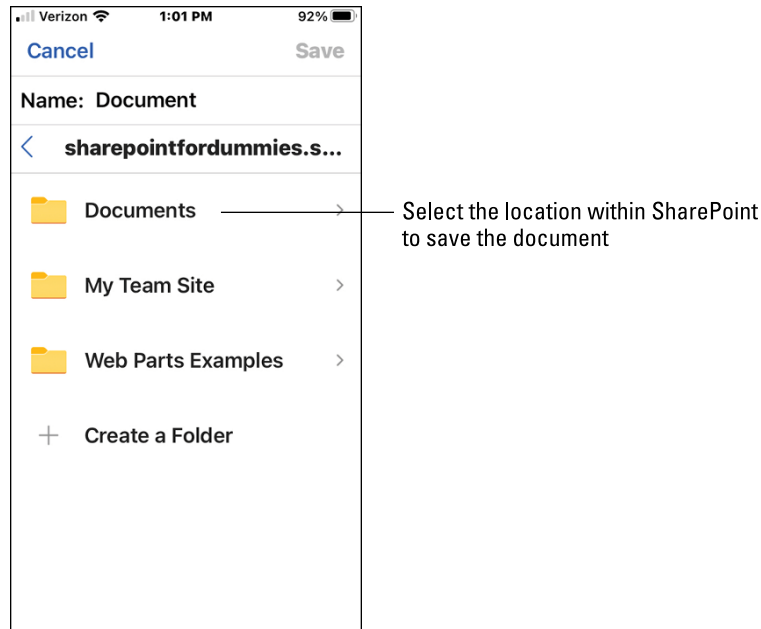 Verizon 1:01 PM 92%
Cancel Save
Name: Document
sharepointfordummies.s...
Documents
Select the location within SharePoint
to save the document
My Team Site
Web Parts Examples
Create a Folder